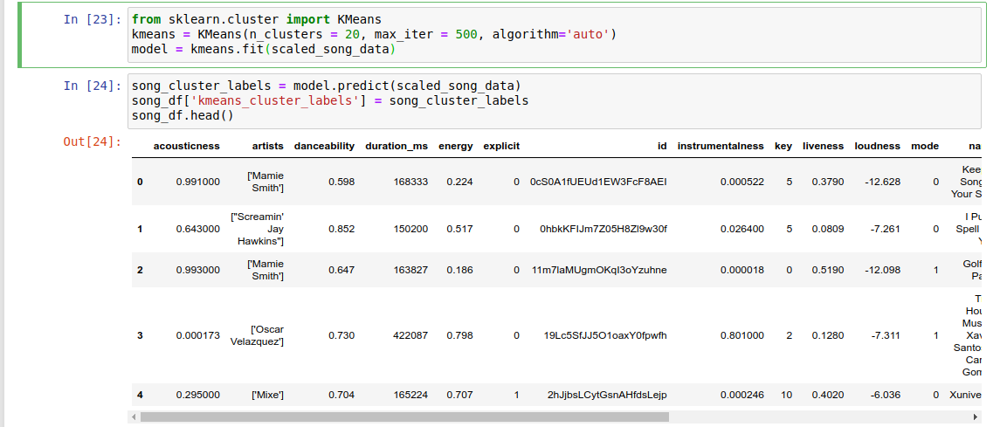 In [23]: from sklearn.cluster import KMeans
kmeans = KMeans(n_clusters = 20, max_iter = 500, algorithm='auto')
model = kmeans.fit(scaled_song_data)
In [24]: song_cluster_labels = model.predict(scaled_song_data)
song_df['kmeans_cluster_labels'] = song_cluster_labels
song_df.head()
Out[24]:
acousticness artists danceability duration_ms energy explicit id instrumentalness key liveness loudness mode na
0 0.991000 ['Mamie Smith'] 0.598 168333 0.224 0 0cS0A1fUEUd1EW3FcF8AEI 0.000522 5 0.3790 -12.628 0 Kee Song Your S
1 0.643000 ["Screamin' Jay Hawkins"] 0.852 150200 0.517 0 0hbkKFIJm7Z05H8Zl9w30f 0.026400 5 0.0809 -7.261 0 I Pu Spell Y
2 0.993000 ['Mamie Smith'] 0.647 163827 0.186 0 11m7laMUgmOKqI3oYzuhne 0.000018 0 0.5190 -12.098 1 Golf Pa
3 0.000173 ['Oscar Velazquez'] 0.730 422087 0.798 0 19Lc5SfJJ5O1oaxY0fpwfh 0.801000 2 0.1280 -7.311 1 T Hou Mus Xav Santo Car Gom
4 0.295000 ['Mixe'] 0.704 165224 0.707 1 2hJjbsLCytGsnAHfdsLejp 0.000246 10 0.4020 -6.036 0 Xunive